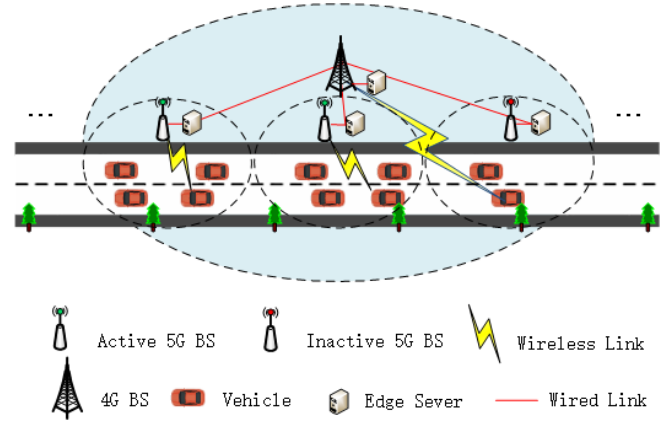 ... ...
Active 5G BS Inactive 5G BS Wireless Link
4G BS Vehicle Edge Sever Wired Link